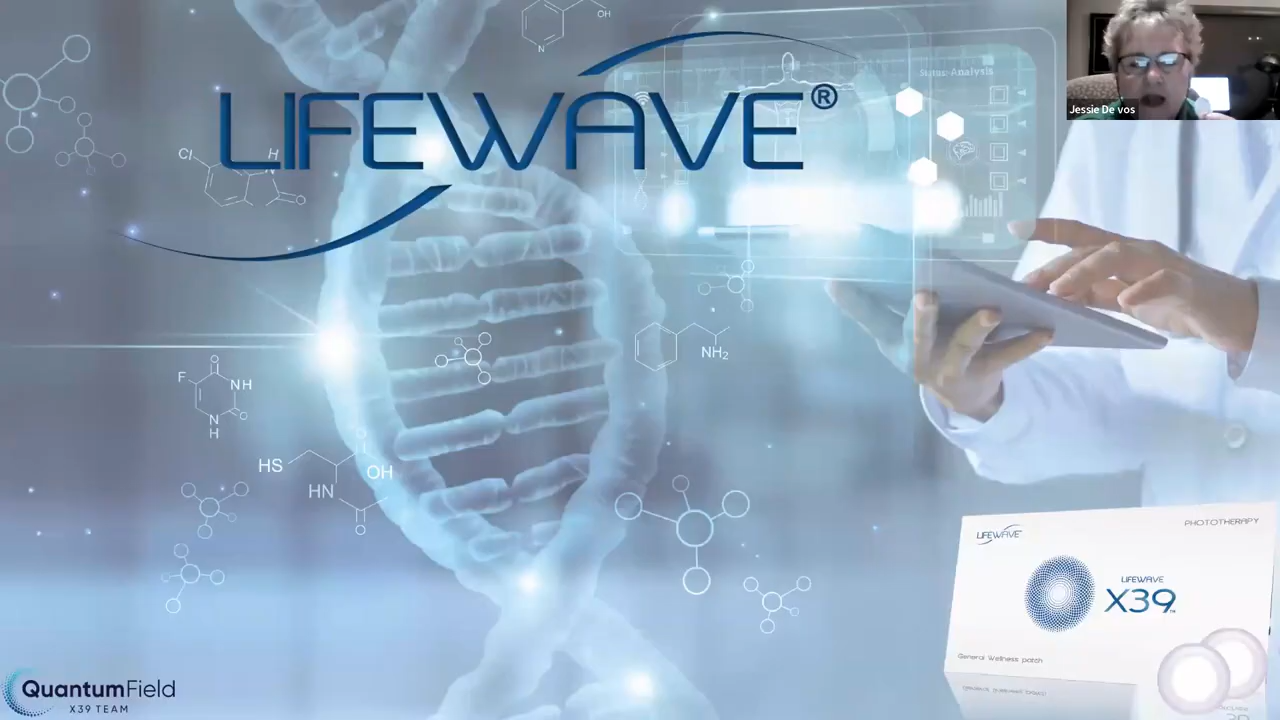 OH
N
Status-Analysis
Jessie De vos
LIFEWAVE®
Cl
H
N
O
F
O
NH
O
N
H
NH₂
HS
O
OH
HN
O
LIFEWAVE
PHOTOTHERAPY
LIFEWAVE
X39™
General Wellness patch
QuantumField
X39 TEAM